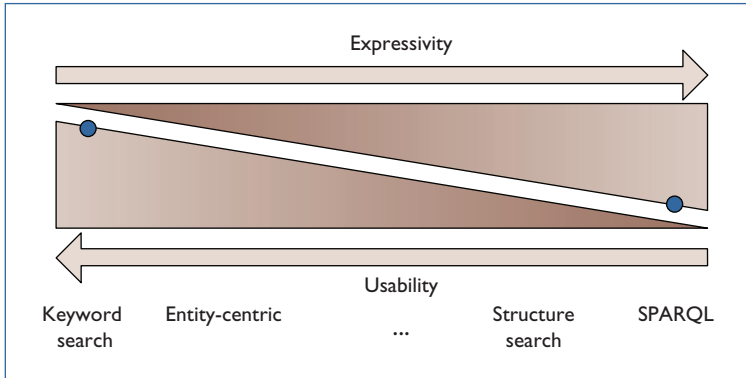 Expressivity
Usability
Keyword Entity-centric ... Structure SPARQL
search search